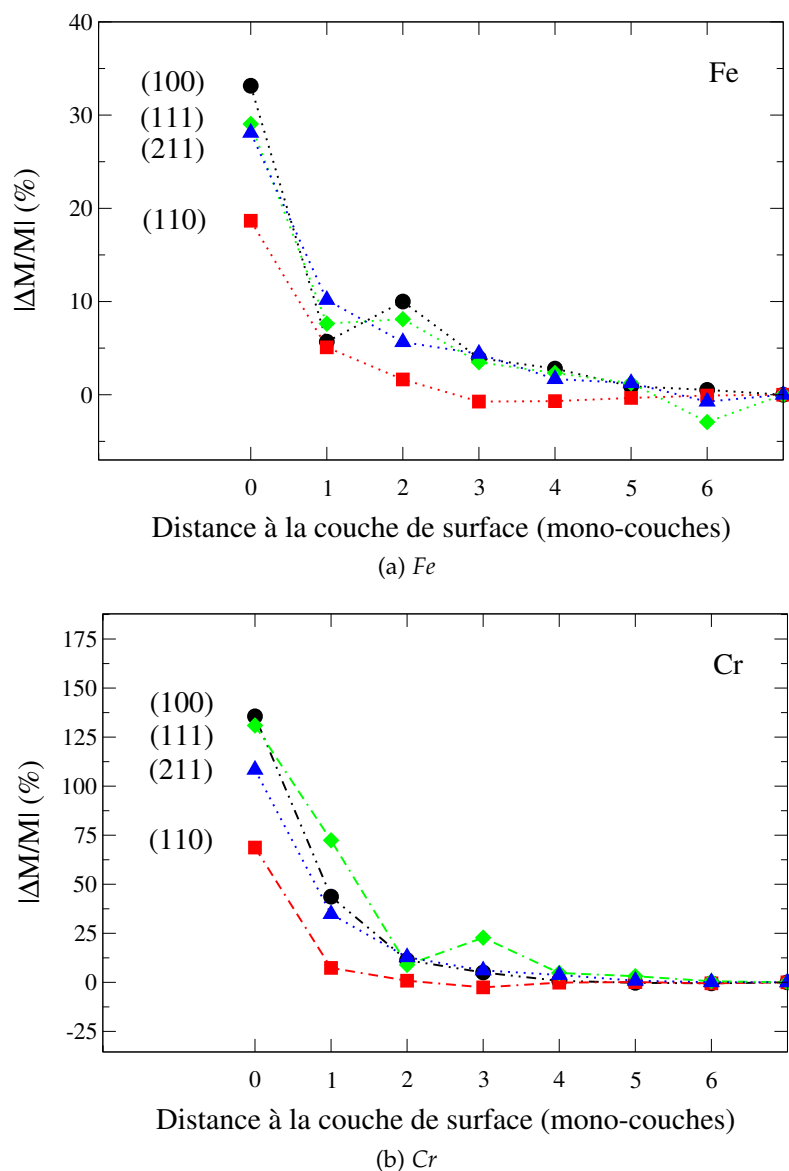 40
30
20
10
0
|ΔM/M| (%)
Fe
(100)
(111)
(211)
(110)
0 1 2 3 4 5 6
Distance à la couche de surface (mono-couches)
(a) Fe
175
150
125
100
75
50
25
0
-25
|ΔM/M| (%)
Cr
(100)
(111)
(211)
(110)
0 1 2 3 4 5 6
Distance à la couche de surface (mono-couches)
(b) Cr